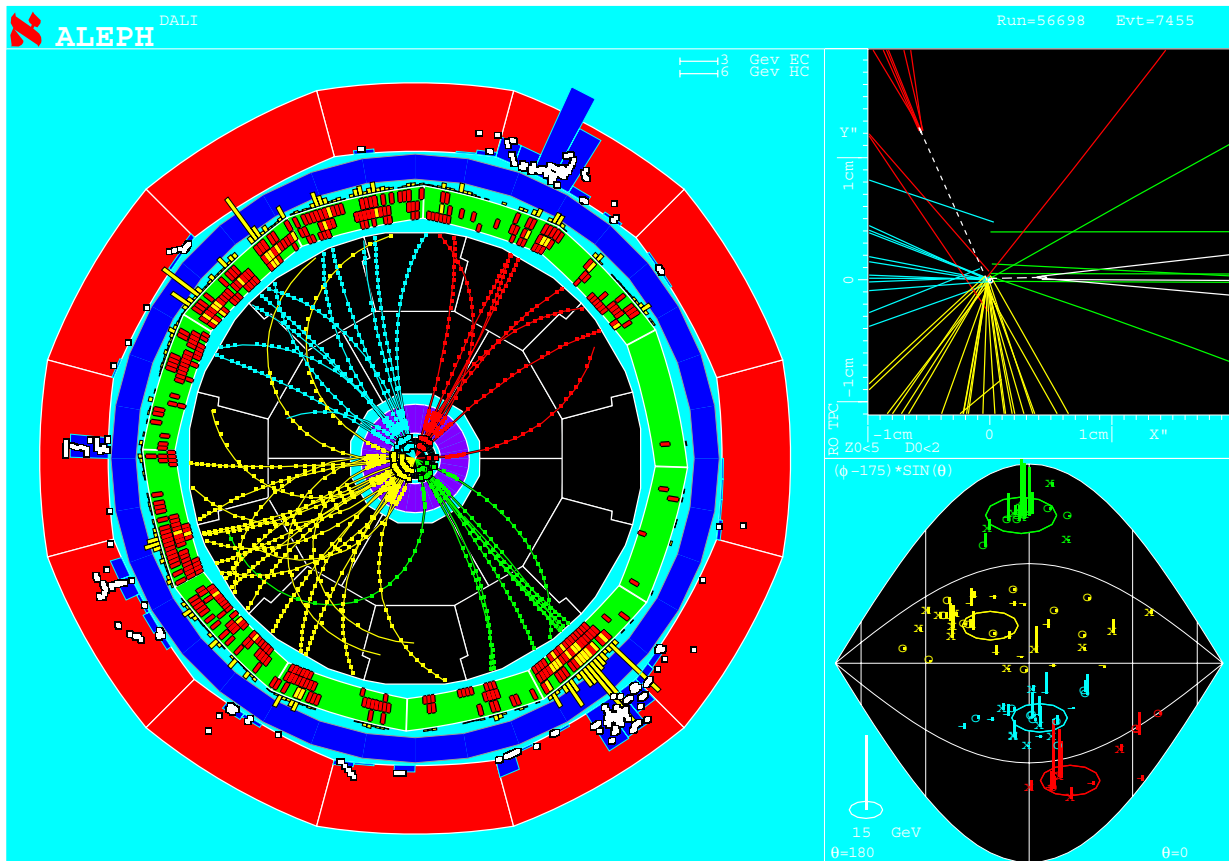 ℵ ALEPH DALI
Run=56698 Evt=7455
3 Gev EC
6 Gev HC
Y"
1cm
0
-1cm
RO TPC
-1cm 0 1cm X"
Z0<5 D0<2
(ϕ-175)*SIN(θ)
15 GeV
θ=180 θ=0